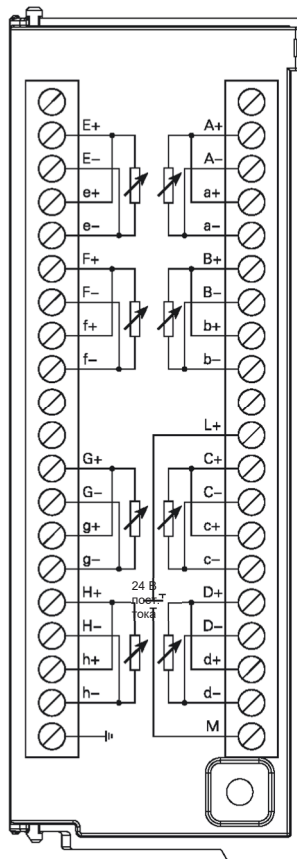 E+ A+
E– A–
e+ a+
e– a–
F+ B+
F– B–
f+ b+
f– b–
L+
G+ C+
G– C–
g+ c+
g– c–
24 В
пост.
тока
H+ D+
H– D–
h+ d+
h– d–
M